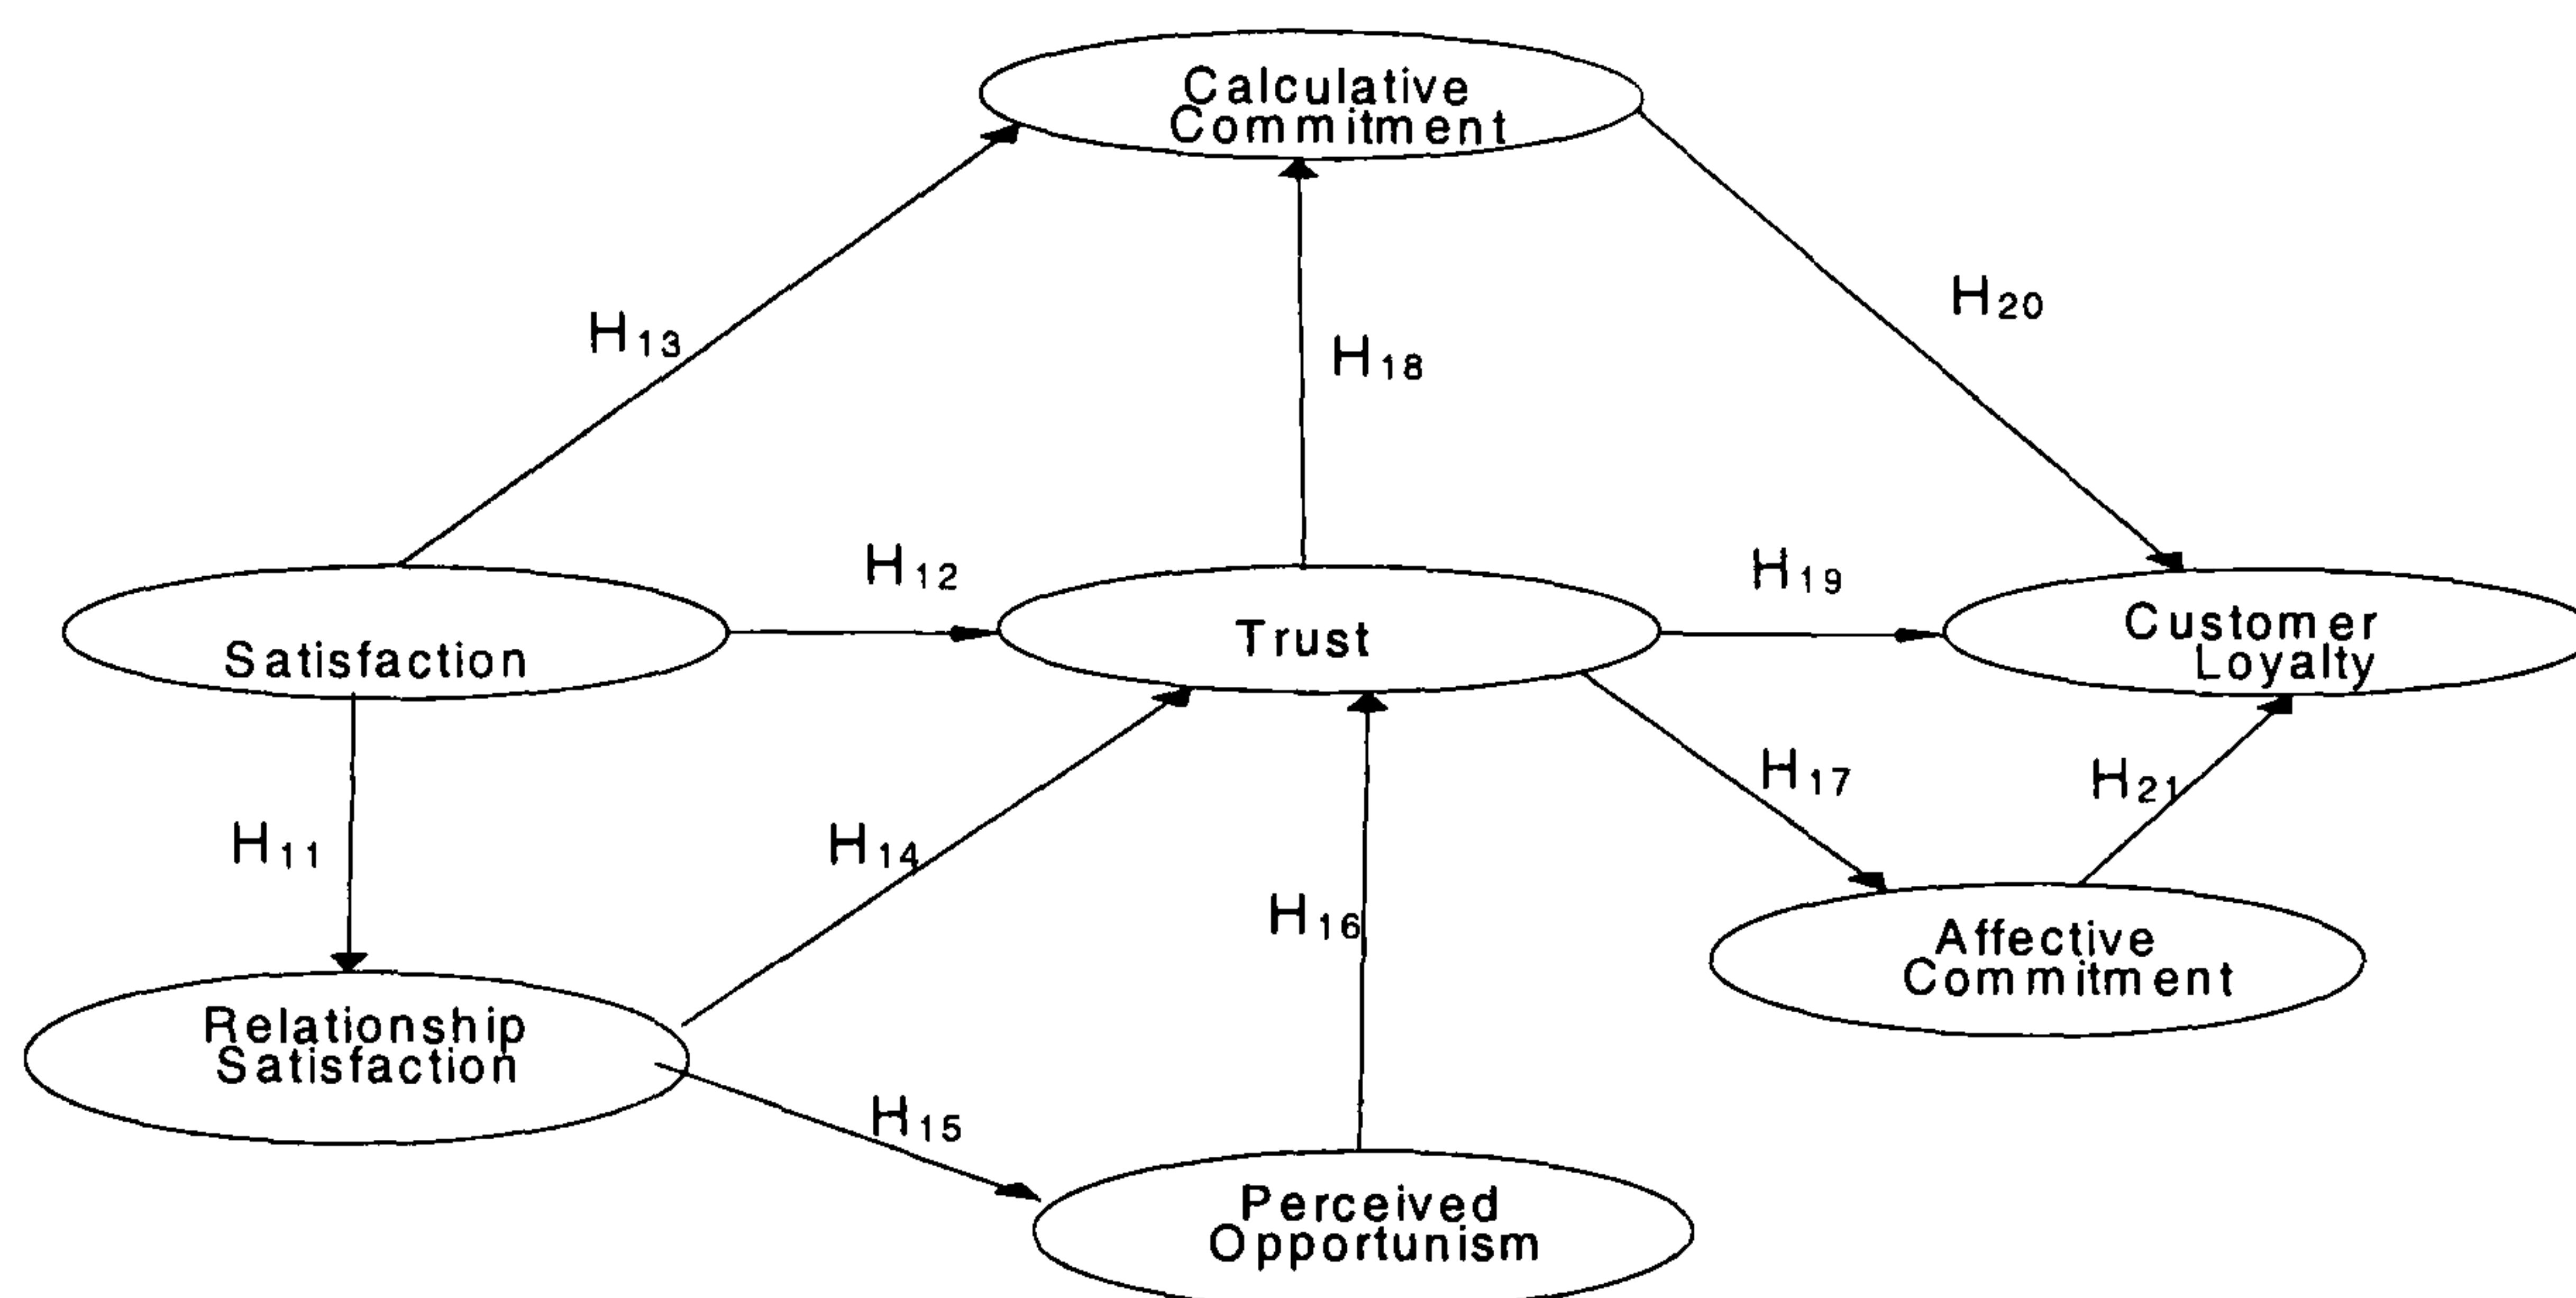 Calculative
Commitment
H20
H13
H18
H12
H19
Satisfaction
Trust
Customer
Loyalty
H17
H21
H11
H14
H16
Affective
Commitment
Relationship
Satisfaction
H15
Perceived
Opportunism